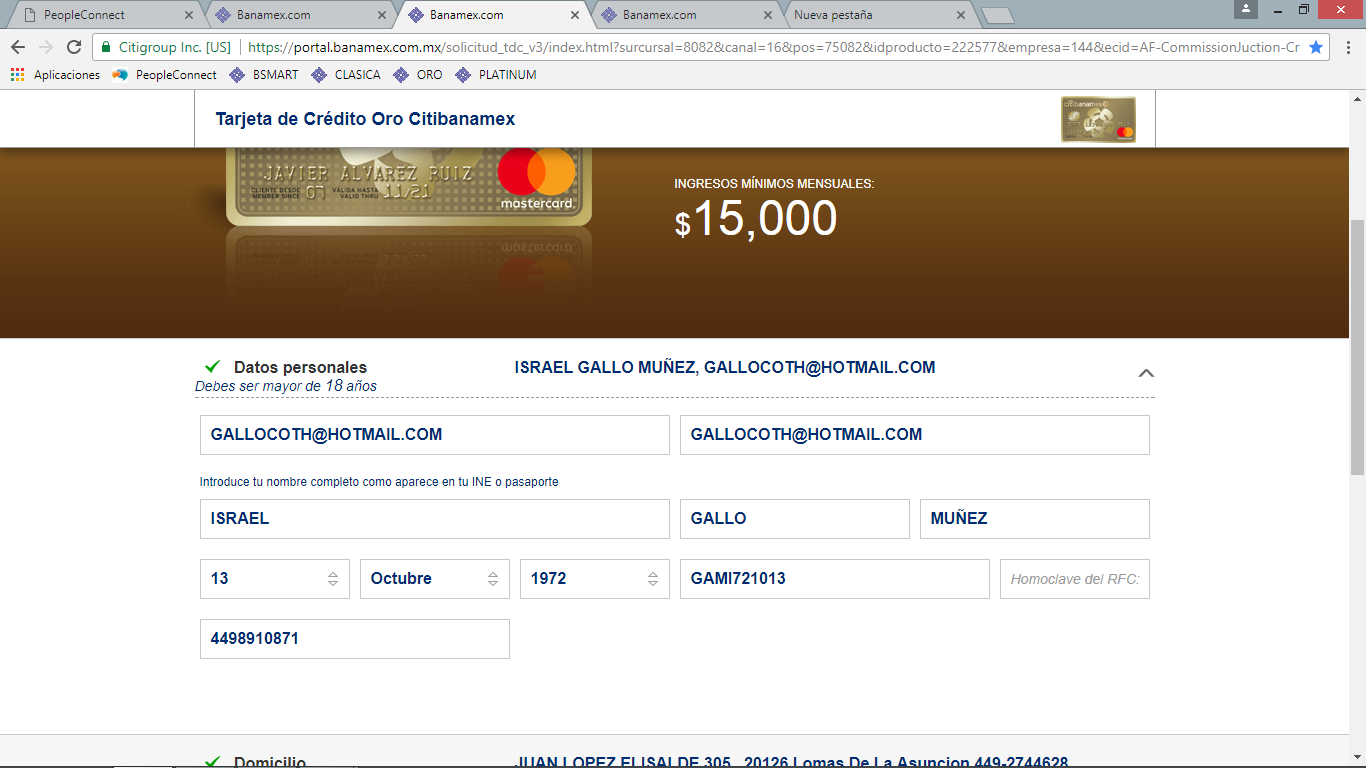 PeopleConnect Banamex.com Banamex.com Banamex.com Nueva pestaña
Citigroup Inc. [US] https://portal.banamex.com.mx/solicitud_tdc_v3/index.html?surcursal=8082&canal=16&pos=75082&idproducto=222577&empresa=144&ecid=AF-CommissionJuction-Cr
Aplicaciones PeopleConnect BSMART CLASICA ORO PLATINUM
Tarjeta de Crédito Oro Citibanamex
citibanamex
JAVIER ALVAREZ RUIZ
CLIENTE DESDE MEMBER SINCE 07 VÁLIDA HASTA VALID THRU 11/21
mastercard
INGRESOS MÍNIMOS MENSUALES:
$15,000
Datos personales ISRAEL GALLO MUÑEZ, GALLOCOTH@HOTMAIL.COM
Debes ser mayor de 18 años
GALLOCOTH@HOTMAIL.COM GALLOCOTH@HOTMAIL.COM
Introduce tu nombre completo como aparece en tu INE o pasaporte
ISRAEL GALLO MUÑEZ
13 Octubre 1972 GAMI721013 Homoclave del RFC:
4498910871
Domicilio JUAN LOPEZ ELISALDE 305, 20126 Lomas De La Asuncion 449-2744628